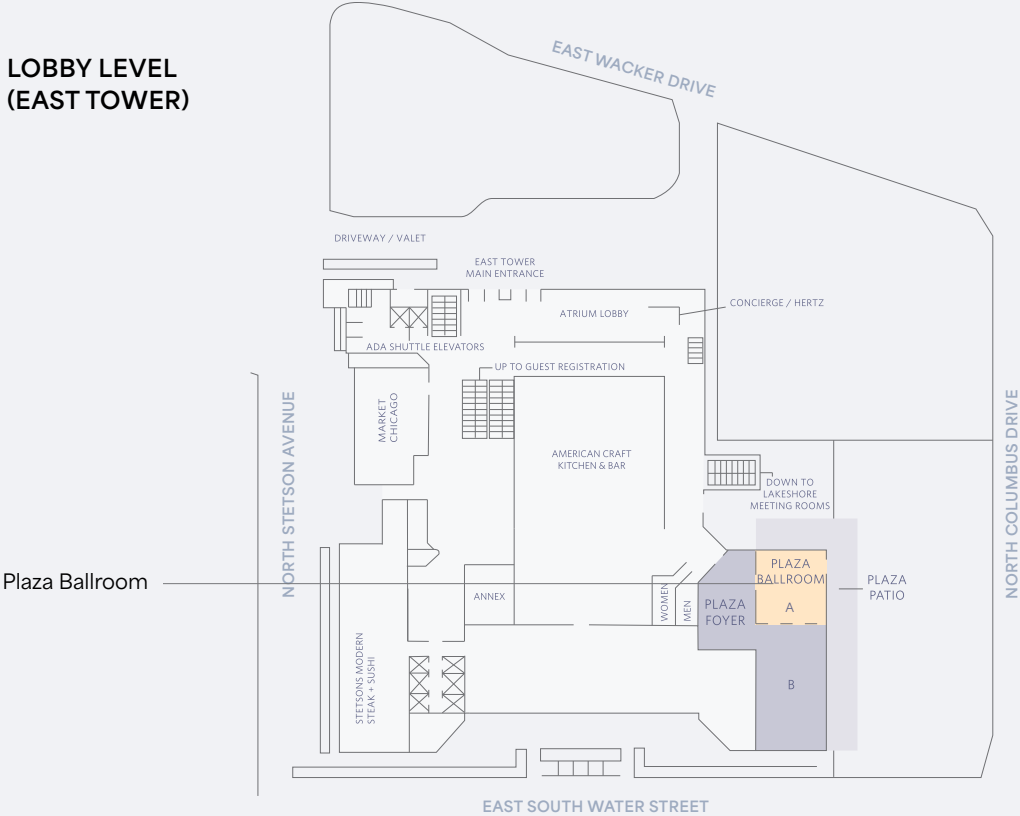 LOBBY LEVEL
(EAST TOWER)
EAST WACKER DRIVE
DRIVEWAY / VALET
EAST TOWER
MAIN ENTRANCE
CONCIERGE / HERTZ
ATRIUM LOBBY
ADA SHUTTLE ELEVATORS
UP TO GUEST REGISTRATION
MARKET
CHICAGO
NORTH STETSON AVENUE
NORTH COLUMBUS DRIVE
AMERICAN CRAFT
KITCHEN & BAR
DOWN TO
LAKESHORE
MEETING ROOMS
Plaza Ballroom
PLAZA
BALLROOM
A
PLAZA
PATIO
ANNEX
WOMEN
MEN
PLAZA
FOYER
B
STETSONS MODERN
STEAK + SUSHI
EAST SOUTH WATER STREET